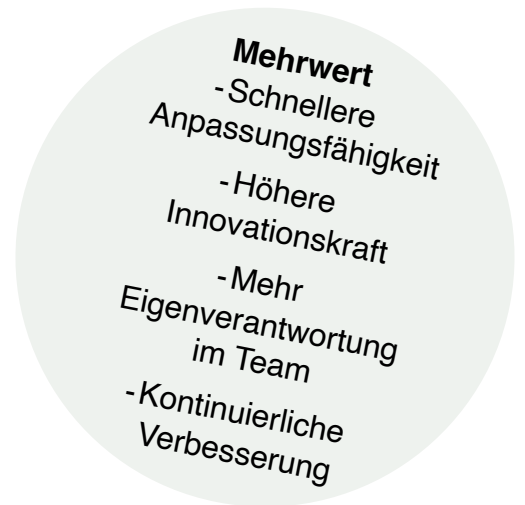 Mehrwert
-Schnellere
Anpassungsfähigkeit
-Höhere
Innovationskraft
-Mehr
Eigenverantwortung
im Team
-Kontinuierliche
Verbesserung